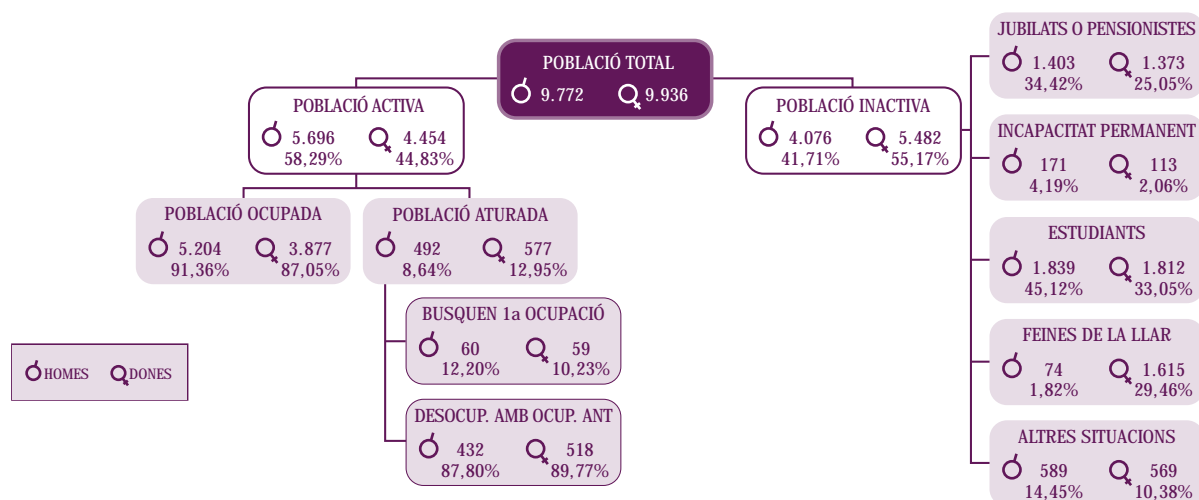 POBLACIÓ TOTAL
9.772 9.936
POBLACIÓ ACTIVA
5.696 4.454
58,29% 44,83%
POBLACIÓ INACTIVA
4.076 5.482
41,71% 55,17%
POBLACIÓ OCUPADA
5.204 3.877
91,36% 87,05%
POBLACIÓ ATURADA
492 577
8,64% 12,95%
BUSQUEN 1a OCUPACIÓ
60 59
12,20% 10,23%
DESOCUP. AMB OCUP. ANT
432 518
87,80% 89,77%
JUBILATS O PENSIONISTES
1.403 1.373
34,42% 25,05%
INCAPACITAT PERMANENT
171 113
4,19% 2,06%
ESTUDIANTS
1.839 1.812
45,12% 33,05%
FEINES DE LA LLAR
74 1.615
1,82% 29,46%
ALTRES SITUACIONS
589 569
14,45% 10,38%
HOMES DONES